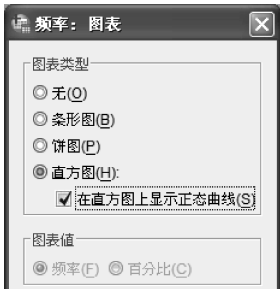 频率：图表
图表类型
无(O)
条形图(B)
饼图(P)
直方图(H):
在直方图上显示正态曲线(S)
图表值
频率(F) 百分比(C)